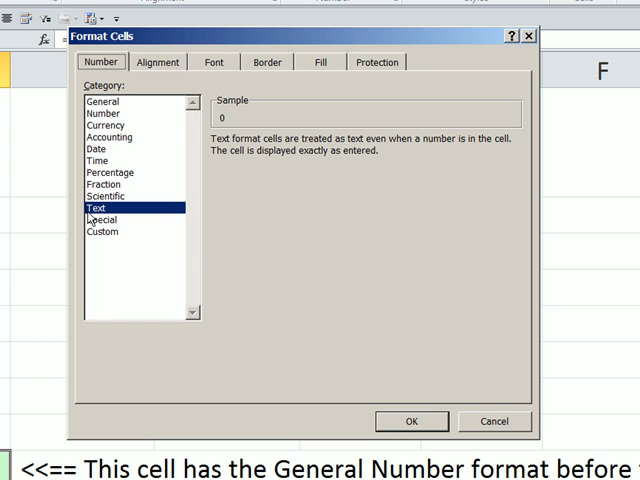 Format Cells
Number Alignment Font Border Fill Protection
Category:
General
Number
Currency
Accounting
Date
Time
Percentage
Fraction
Scientific
Text
Special
Custom
Sample
0
Text format cells are treated as text even when a number is in the cell.
The cell is displayed exactly as entered.
OK Cancel
fx =
F
<<== This cell has the General Number format before